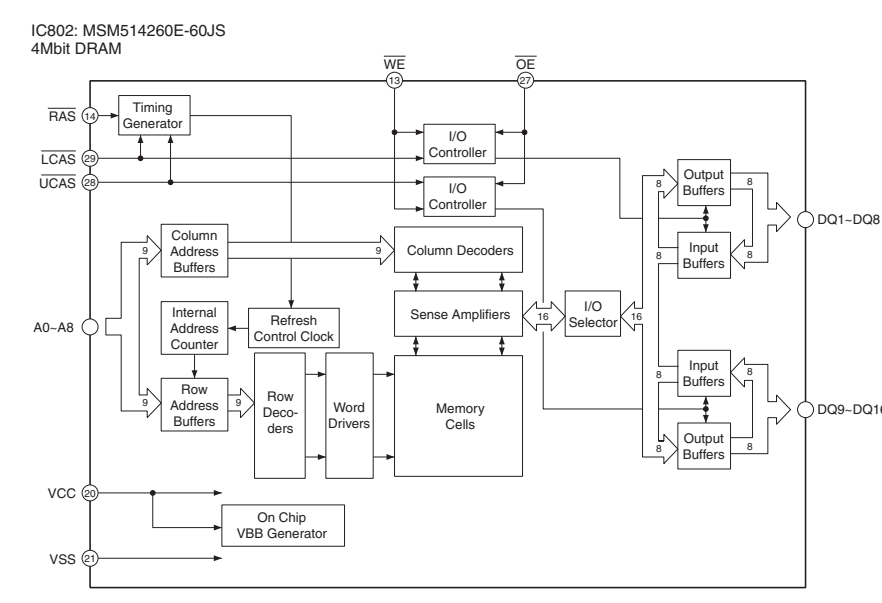 IC802: MSM514260E-60JS
4Mbit DRAM
WE
OE
13
27
RAS
14
Timing
Generator
I/O
Controller
LCAS
29
UCAS
28
I/O
Controller
Output
Buffers
8
8
DQ1~DQ8
Column
Address
Buffers
9
9
Column Decoders
Input
Buffers
8
8
A0~A8
Internal
Address
Counter
Refresh
Control Clock
Sense Amplifiers
16
I/O
Selector
16
Row
Address
Buffers
9
9
Row
Deco-
ders
Word
Drivers
Memory
Cells
Input
Buffers
8
8
DQ9~DQ16
Output
Buffers
8
8
VCC
20
On Chip
VBB Generator
VSS
21